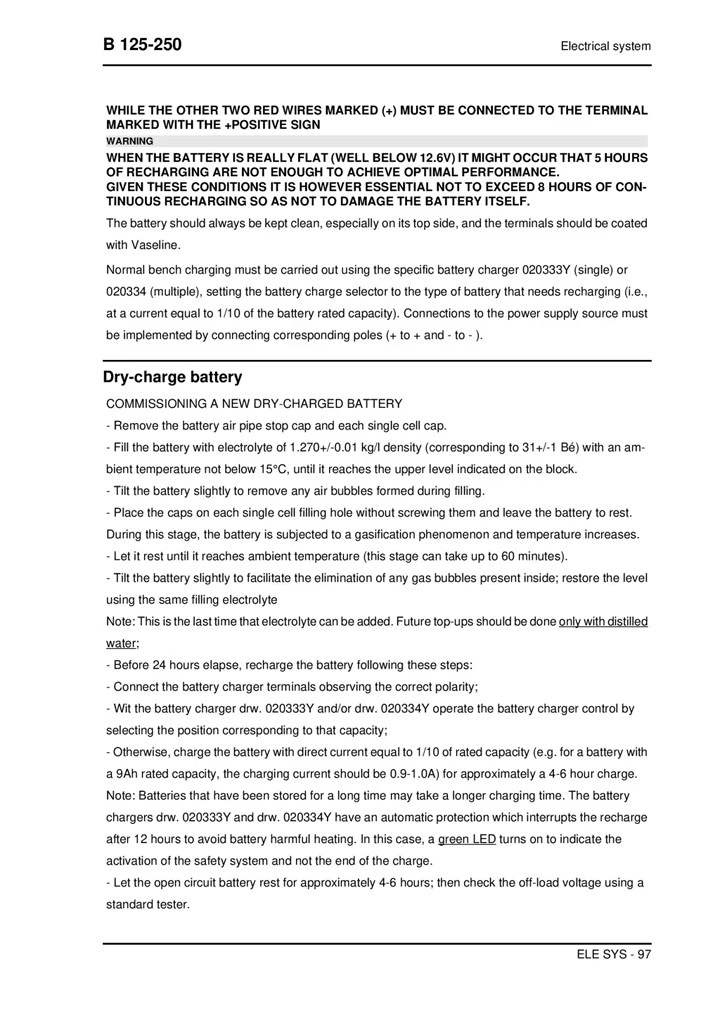 B 125-250
Electrical system
WHILE THE OTHER TWO RED WIRES MARKED (+) MUST BE CONNECTED TO THE TERMINAL
MARKED WITH THE +POSITIVE SIGN
WARNING
WHEN THE BATTERY IS REALLY FLAT (WELL BELOW 12.6V) IT MIGHT OCCUR THAT 5 HOURS
OF RECHARGING ARE NOT ENOUGH TO ACHIEVE OPTIMAL PERFORMANCE.
GIVEN THESE CONDITIONS IT IS HOWEVER ESSENTIAL NOT TO EXCEED 8 HOURS OF CON-
TINUOUS RECHARGING SO AS NOT TO DAMAGE THE BATTERY ITSELF.
The battery should always be kept clean, especially on its top side, and the terminals should be coated
with Vaseline.
Normal bench charging must be carried out using the specific battery charger 020333Y (single) or
020334 (multiple), setting the battery charge selector to the type of battery that needs recharging (i.e.,
at a current equal to 1/10 of the battery rated capacity). Connections to the power supply source must
be implemented by connecting corresponding poles (+ to + and - to - ).
Dry-charge battery
COMMISSIONING A NEW DRY-CHARGED BATTERY
- Remove the battery air pipe stop cap and each single cell cap.
- Fill the battery with electrolyte of 1.270+/-0.01 kg/l density (corresponding to 31+/-1 Bé) with an am-
bient temperature not below 15°C, until it reaches the upper level indicated on the block.
- Tilt the battery slightly to remove any air bubbles formed during filling.
- Place the caps on each single cell filling hole without screwing them and leave the battery to rest.
During this stage, the battery is subjected to a gasification phenomenon and temperature increases.
- Let it rest until it reaches ambient temperature (this stage can take up to 60 minutes).
- Tilt the battery slightly to facilitate the elimination of any gas bubbles present inside; restore the level
using the same filling electrolyte
Note: This is the last time that electrolyte can be added. Future top-ups should be done only with distilled
water;
- Before 24 hours elapse, recharge the battery following these steps:
- Connect the battery charger terminals observing the correct polarity;
- Wit the battery charger drw. 020333Y and/or drw. 020334Y operate the battery charger control by
selecting the position corresponding to that capacity;
- Otherwise, charge the battery with direct current equal to 1/10 of rated capacity (e.g. for a battery with
a 9Ah rated capacity, the charging current should be 0.9-1.0A) for approximately a 4-6 hour charge.
Note: Batteries that have been stored for a long time may take a longer charging time. The battery
chargers drw. 020333Y and drw. 020334Y have an automatic protection which interrupts the recharge
after 12 hours to avoid battery harmful heating. In this case, a green LED turns on to indicate the
activation of the safety system and not the end of the charge.
- Let the open circuit battery rest for approximately 4-6 hours; then check the off-load voltage using a
standard tester.
ELE SYS - 97